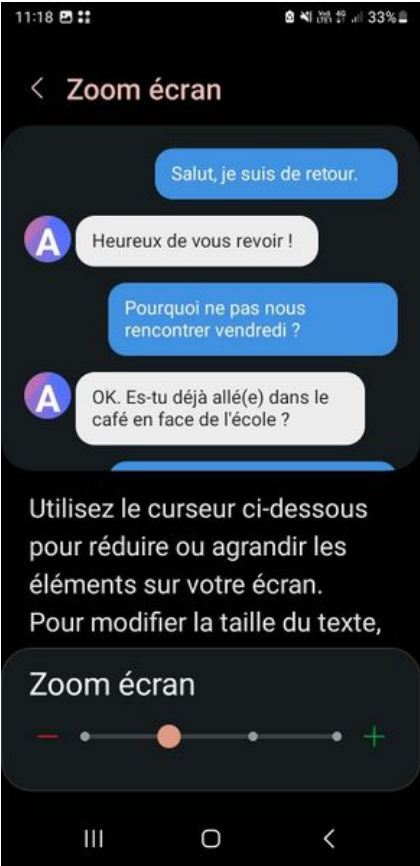 11:18 33%
Zoom écran
Salut, je suis de retour.
A Heureux de vous revoir !
Pourquoi ne pas nous
rencontrer vendredi ?
A OK. Es-tu déjà allé(e) dans le
café en face de l'école ?
Utilisez le curseur ci-dessous
pour réduire ou agrandir les
éléments sur votre écran.
Pour modifier la taille du texte,
Zoom écran